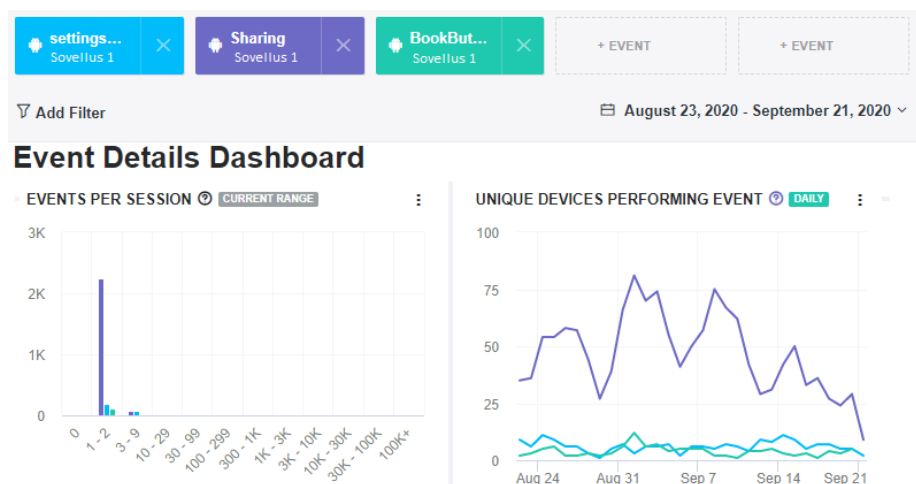 settings...
Sovellus 1
Sharing
Sovellus 1
BookBut...
Sovellus 1
+ EVENT
+ EVENT
Add Filter
August 23, 2020 - September 21, 2020
Event Details Dashboard
EVENTS PER SESSION ? CURRENT RANGE
3K
2K
1K
0
0
1 - 2
3 - 9
10 - 29
30 - 99
100 - 299
300 - 1K
1K - 3K
3K - 10K
10K - 30K
30K - 100K
100K+
UNIQUE DEVICES PERFORMING EVENT ? DAILY
100
75
50
25
0
Aug 24
Aug 31
Sep 7
Sep 14
Sep 21